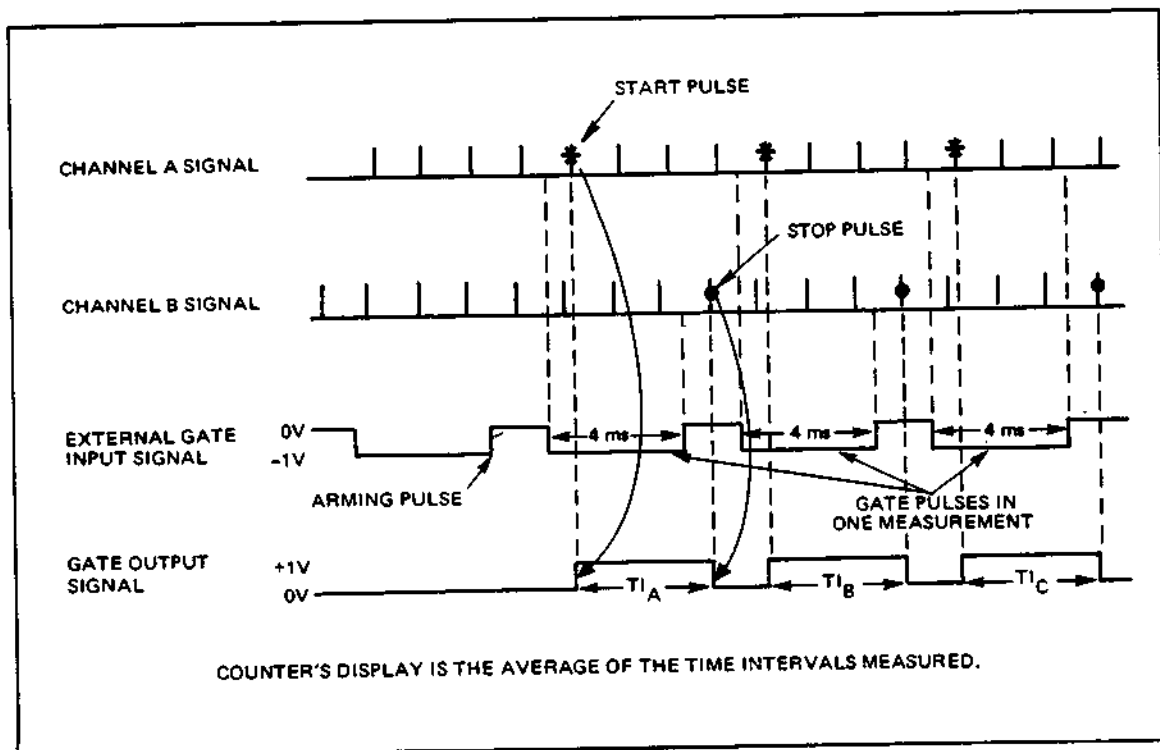 START PULSE
CHANNEL A SIGNAL
STOP PULSE
CHANNEL B SIGNAL
EXTERNAL GATE
INPUT SIGNAL
0V
-1V
4 ms
4 ms
4 ms
ARMING PULSE
GATE PULSES IN
ONE MEASUREMENT
GATE OUTPUT
SIGNAL
+1V
0V
TIA
TIB
TIC
COUNTER'S DISPLAY IS THE AVERAGE OF THE TIME INTERVALS MEASURED.